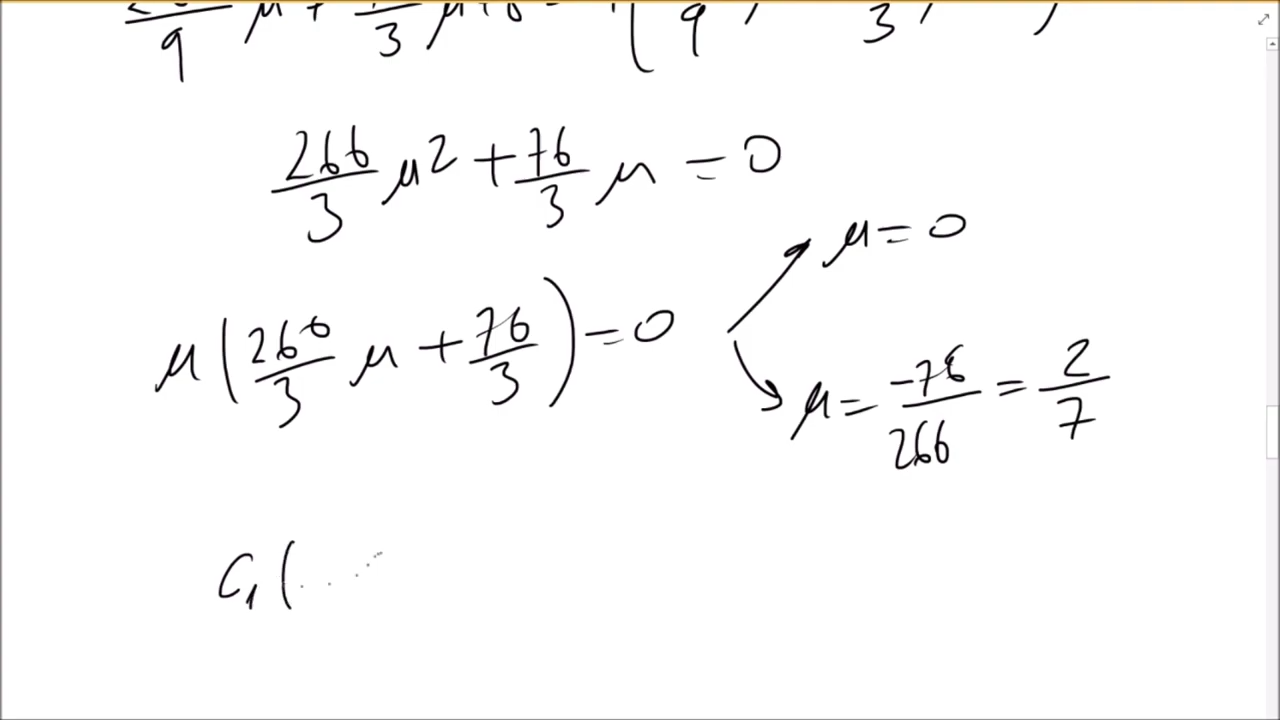 266/3 μ² + 76/3 μ = 0
μ = 0
μ(266/3 μ + 76/3) = 0
μ = -76/266 = 2/7
C₁(